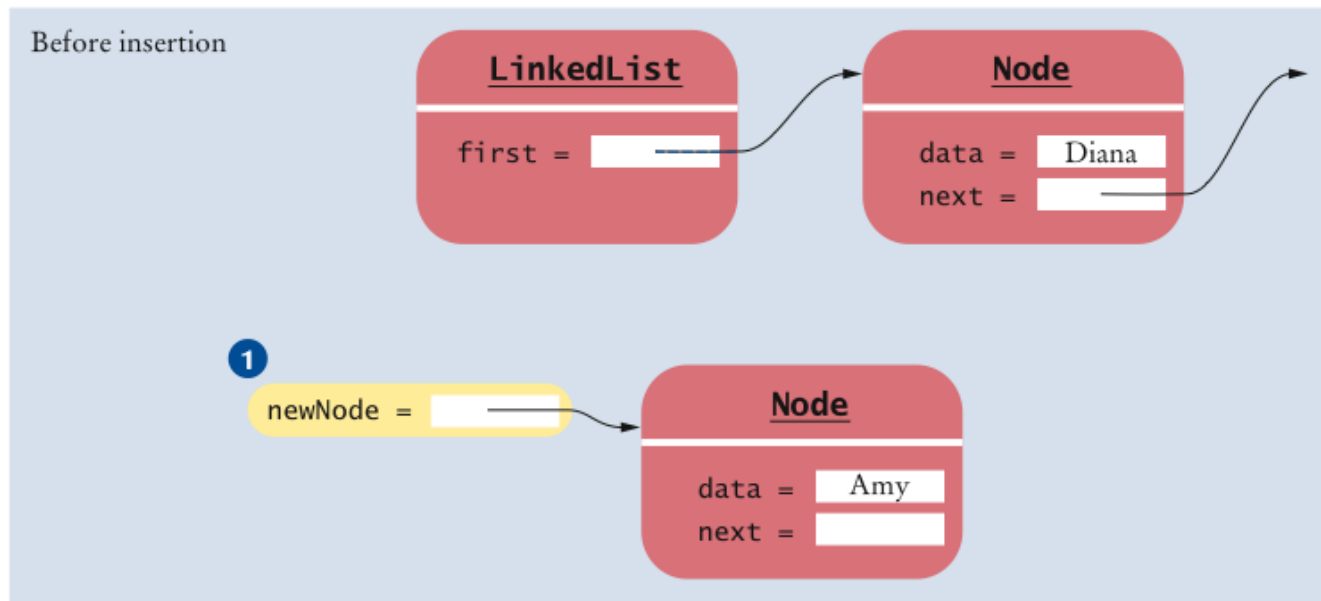 Before insertion
LinkedList
first =
Node
data = Diana
next =
1
newNode =
Node
data = Amy
next =